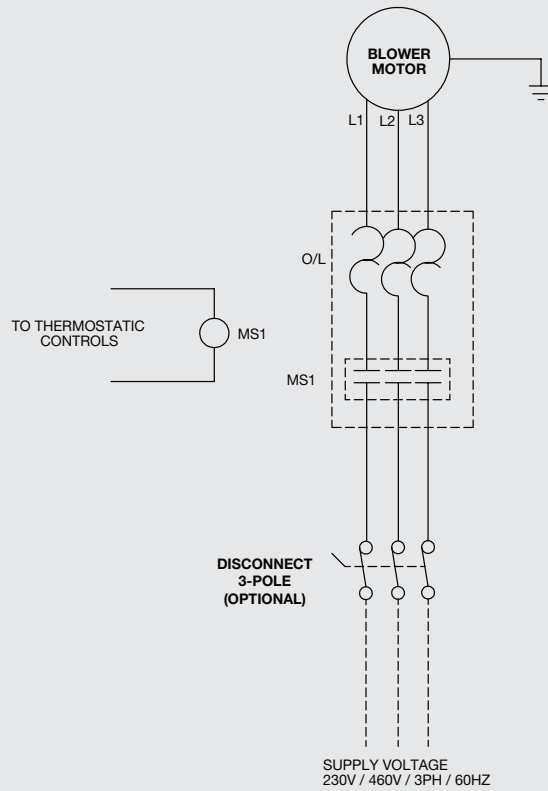 BLOWER
MOTOR
L1
L2
L3
O/L
TO THERMOSTATIC
CONTROLS
MS1
MS1
DISCONNECT
3-POLE
(OPTIONAL)
SUPPLY VOLTAGE
230V / 460V / 3PH / 60HZ